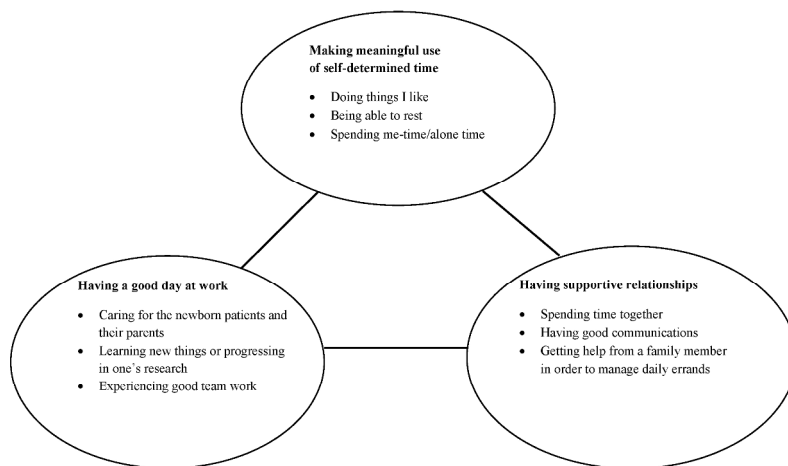 Making meaningful use
of self-determined time
• Doing things I like
• Being able to rest
• Spending me-time/alone time
Having a good day at work
• Caring for the newborn patients and
their parents
• Learning new things or progressing
in one's research
• Experiencing good team work
Having supportive relationships
• Spending time together
• Having good communications
• Getting help from a family member
in order to manage daily errands